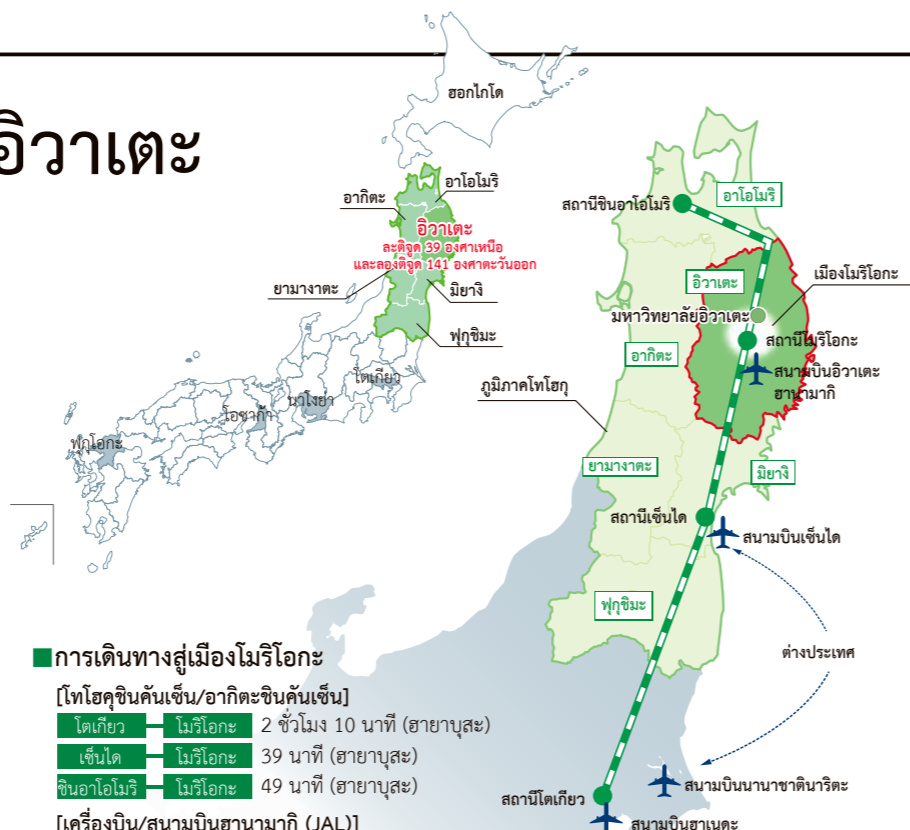 อิวาเตะ
ฮอกไกโด
อากิตะ
อาโอโมริ
อิวาเตะ
ละติจูด 39 องศาเหนือ
และลองติจูด 141 องศาตะวันออก
ยามางาตะ
มิยางิ
ฟุกุชิมะ
โตเกียว
นาโงย่า
โอซาก้า
ฟุกุโอกะ
สถานีชินอาโอโมริ
อาโอโมริ
อิวาเตะ
เมืองโมริโอกะ
มหาวิทยาลัยอิวาเตะ
สถานีโมริโอกะ
อากิตะ
สนามบินอิวาเตะ
ฮานามากิ
ภูมิภาคโทโฮกุ
ยามางาตะ
มิยางิ
สถานีเซ็นได
สนามบินเซ็นได
ฟุกุชิมะ
ต่างประเทศ
สนามบินนานาชาตินาริตะ
สถานีโตเกียว
สนามบินฮาเนดะ
การเดินทางสู่เมืองโมริโอกะ
[โทโฮคุชินคันเซ็น/อากิตะชินคันเซ็น]
โตเกียว โมริโอกะ 2 ชั่วโมง 10 นาที (ฮายาบุสะ)
เซ็นได โมริโอกะ 39 นาที (ฮายาบุสะ)
ชินอาโอโมริ โมริโอกะ 49 นาที (ฮายาบุสะ)
[เครื่องบิน/สนามบินฮานามากิ (JAL)]